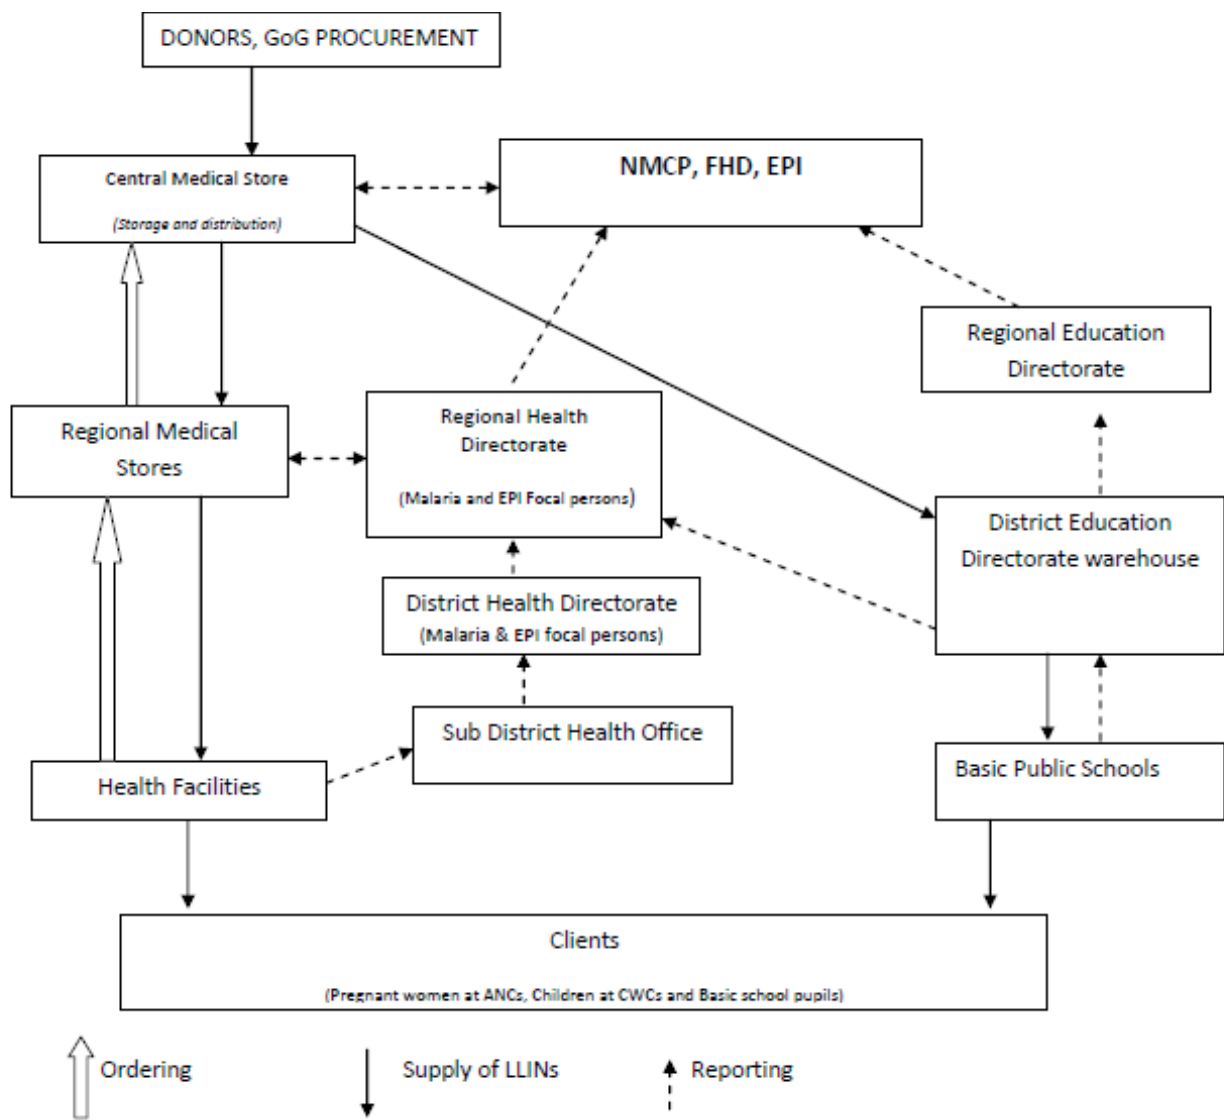 DONORS, GoG PROCUREMENT
Central Medical Store
(Storage and distribution)
NMCP, FHD, EPI
Regional Education
Directorate
Regional Medical
Stores
Regional Health
Directorate
(Malaria and EPI Focal persons)
District Education
Directorate warehouse
District Health Directorate
(Malaria & EPI focal persons)
Sub District Health Office
Health Facilities
Basic Public Schools
Clients
(Pregnant women at ANCs, Children at CWCs and Basic school pupils)
Ordering
Supply of LLINs
Reporting